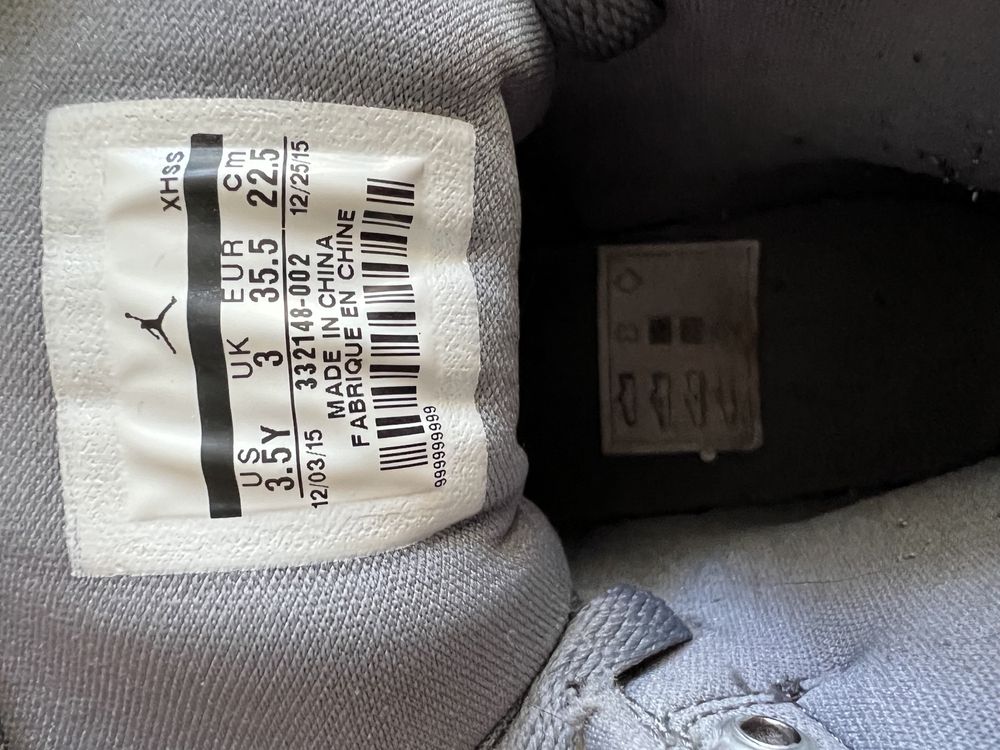 XHSS
US UK EUR cm
3.5Y 3 35.5 22.5
12/03/15 332148-002 12/25/15
MADE IN CHINA
FABRIQUE EN CHINE
999999999